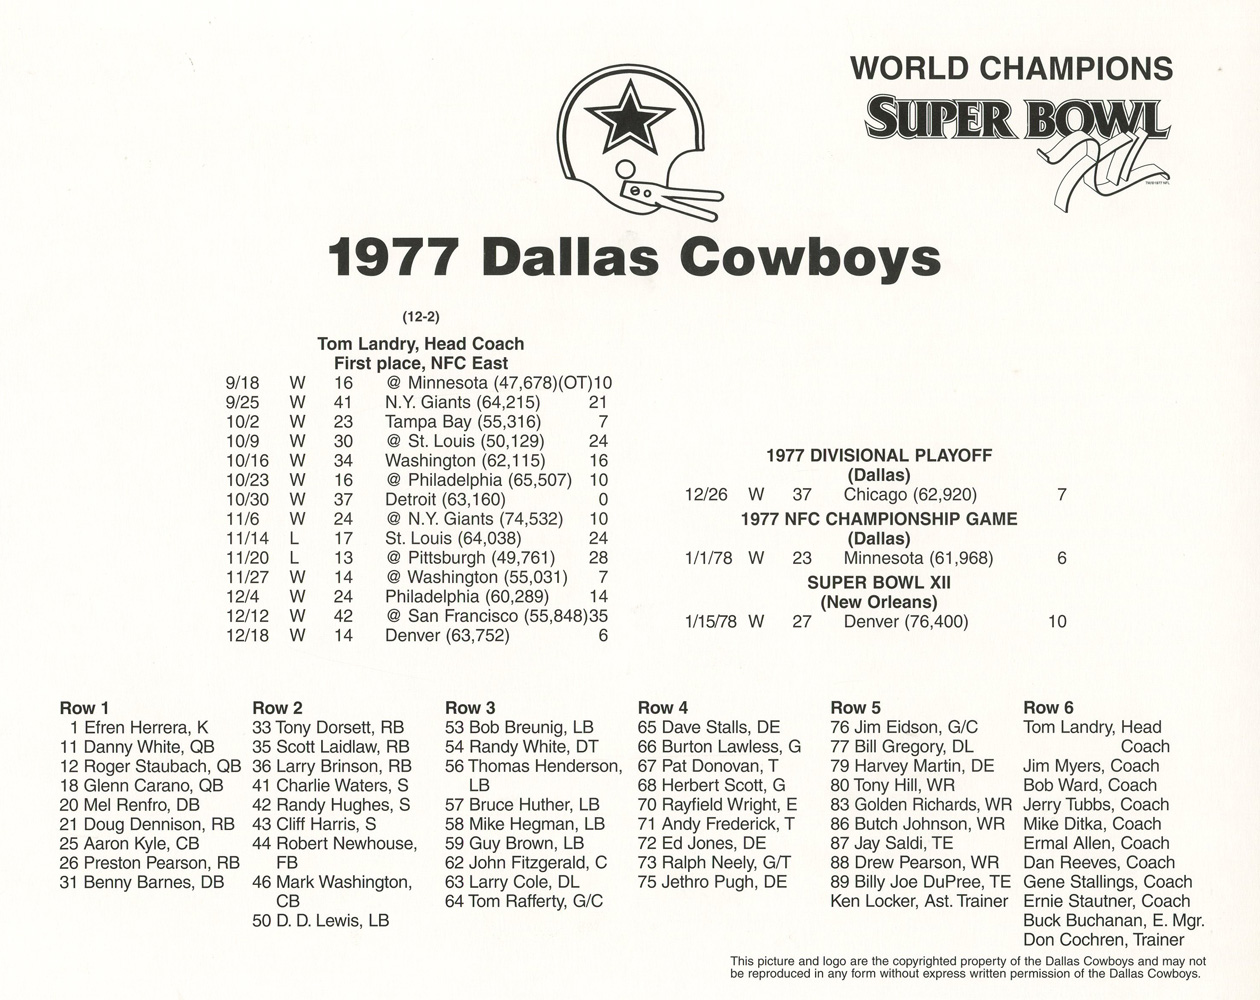 WORLD CHAMPIONS
SUPER BOWL
XII
1977 Dallas Cowboys
(12-2)
Tom Landry, Head Coach
First place, NFC East
9/18 W 16 @ Minnesota (47,678)(OT)10
9/25 W 41 N.Y. Giants (64,215) 21
10/2 W 23 Tampa Bay (55,316) 7
10/9 W 30 @ St. Louis (50,129) 24
10/16 W 34 Washington (62,115) 16
10/23 W 16 @ Philadelphia (65,507) 10
10/30 W 37 Detroit (63,160) 0
11/6 W 24 @ N.Y. Giants (74,532) 10
11/14 L 17 St. Louis (64,038) 24
11/20 L 13 @ Pittsburgh (49,761) 28
11/27 W 14 @ Washington (55,031) 7
12/4 W 24 Philadelphia (60,289) 14
12/12 W 42 @ San Francisco (55,848)35
12/18 W 14 Denver (63,752) 6
1977 DIVISIONAL PLAYOFF
(Dallas)
12/26 W 37 Chicago (62,920) 7
1977 NFC CHAMPIONSHIP GAME
(Dallas)
1/1/78 W 23 Minnesota (61,968) 6
SUPER BOWL XII
(New Orleans)
1/15/78 W 27 Denver (76,400) 10
Row 1
1 Efren Herrera, K
11 Danny White, QB
12 Roger Staubach, QB
18 Glenn Carano, QB
20 Mel Renfro, DB
21 Doug Dennison, RB
25 Aaron Kyle, CB
26 Preston Pearson, RB
31 Benny Barnes, DB
Row 2
33 Tony Dorsett, RB
35 Scott Laidlaw, RB
36 Larry Brinson, RB
41 Charlie Waters, S
42 Randy Hughes, S
43 Cliff Harris, S
44 Robert Newhouse,
FB
46 Mark Washington,
CB
50 D. D. Lewis, LB
Row 3
53 Bob Breunig, LB
54 Randy White, DT
56 Thomas Henderson,
LB
57 Bruce Huther, LB
58 Mike Hegman, LB
59 Guy Brown, LB
62 John Fitzgerald, C
63 Larry Cole, DL
64 Tom Rafferty, G/C
Row 4
65 Dave Stalls, DE
66 Burton Lawless, G
67 Pat Donovan, T
68 Herbert Scott, G
70 Rayfield Wright, E
71 Andy Frederick, T
72 Ed Jones, DE
73 Ralph Neely, G/T
75 Jethro Pugh, DE
Row 5
76 Jim Eidson, G/C
77 Bill Gregory, DL
79 Harvey Martin, DE
80 Tony Hill, WR
83 Golden Richards, WR
86 Butch Johnson, WR
87 Jay Saldi, TE
88 Drew Pearson, WR
89 Billy Joe DuPree, TE
Ken Locker, Ast. Trainer
Row 6
Tom Landry, Head
Coach
Jim Myers, Coach
Bob Ward, Coach
Jerry Tubbs, Coach
Mike Ditka, Coach
Ermal Allen, Coach
Dan Reeves, Coach
Gene Stallings, Coach
Ernie Stautner, Coach
Buck Buchanan, E. Mgr.
Don Cochren, Trainer
This picture and logo are the copyrighted property of the Dallas Cowboys and may not
be reproduced in any form without express written permission of the Dallas Cowboys.